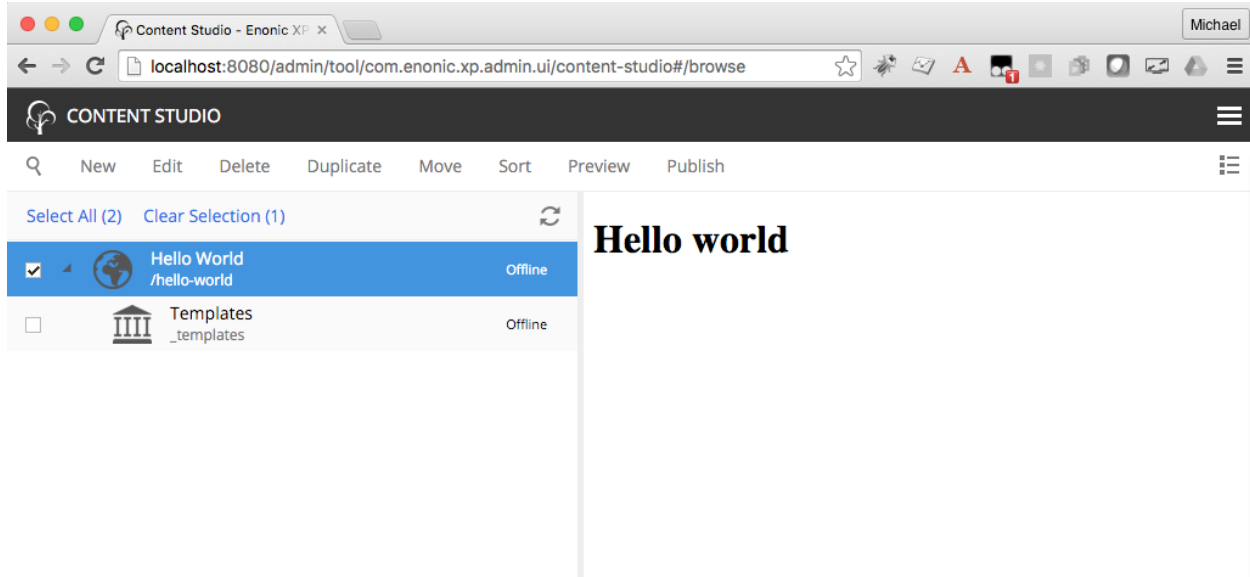 Content Studio - Enonic XP
Michael
localhost:8080/admin/tool/com.enonic.xp.admin.ui/content-studio#/browse
A
1
CONTENT STUDIO
New Edit Delete Duplicate Move Sort Preview Publish
Select All (2) Clear Selection (1)
Hello World
/hello-world
Offline
Templates
_templates
Offline
Hello world